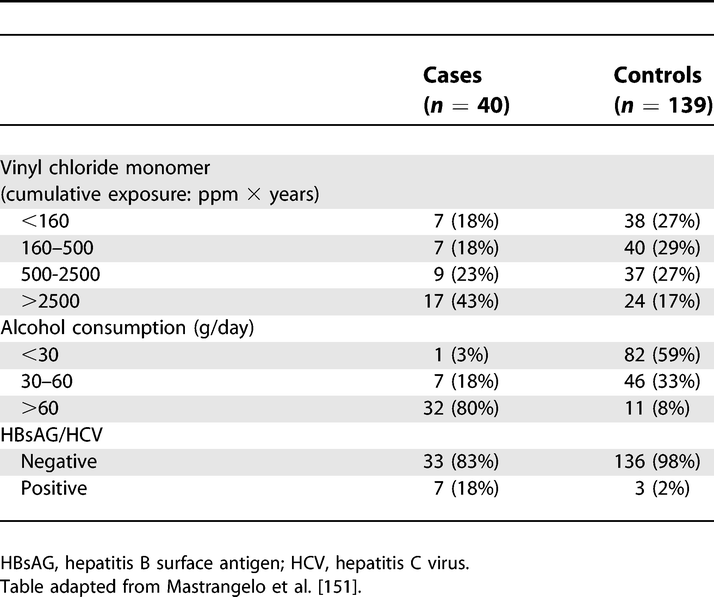 Cases Controls
(n = 40) (n = 139)
Vinyl chloride monomer
(cumulative exposure: ppm × years)
<160 7 (18%) 38 (27%)
160–500 7 (18%) 40 (29%)
500-2500 9 (23%) 37 (27%)
>2500 17 (43%) 24 (17%)
Alcohol consumption (g/day)
<30 1 (3%) 82 (59%)
30–60 7 (18%) 46 (33%)
>60 32 (80%) 11 (8%)
HBsAG/HCV
Negative 33 (83%) 136 (98%)
Positive 7 (18%) 3 (2%)
HBsAG, hepatitis B surface antigen; HCV, hepatitis C virus.
Table adapted from Mastrangelo et al. [151].